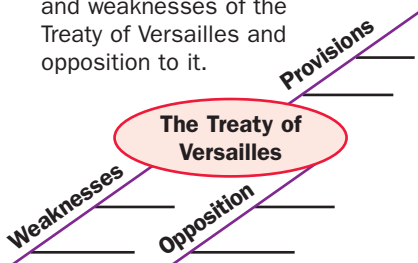 and weaknesses of the
Treaty of Versailles and
opposition to it.
Provisions
The Treaty of
Versailles
Weaknesses
Opposition